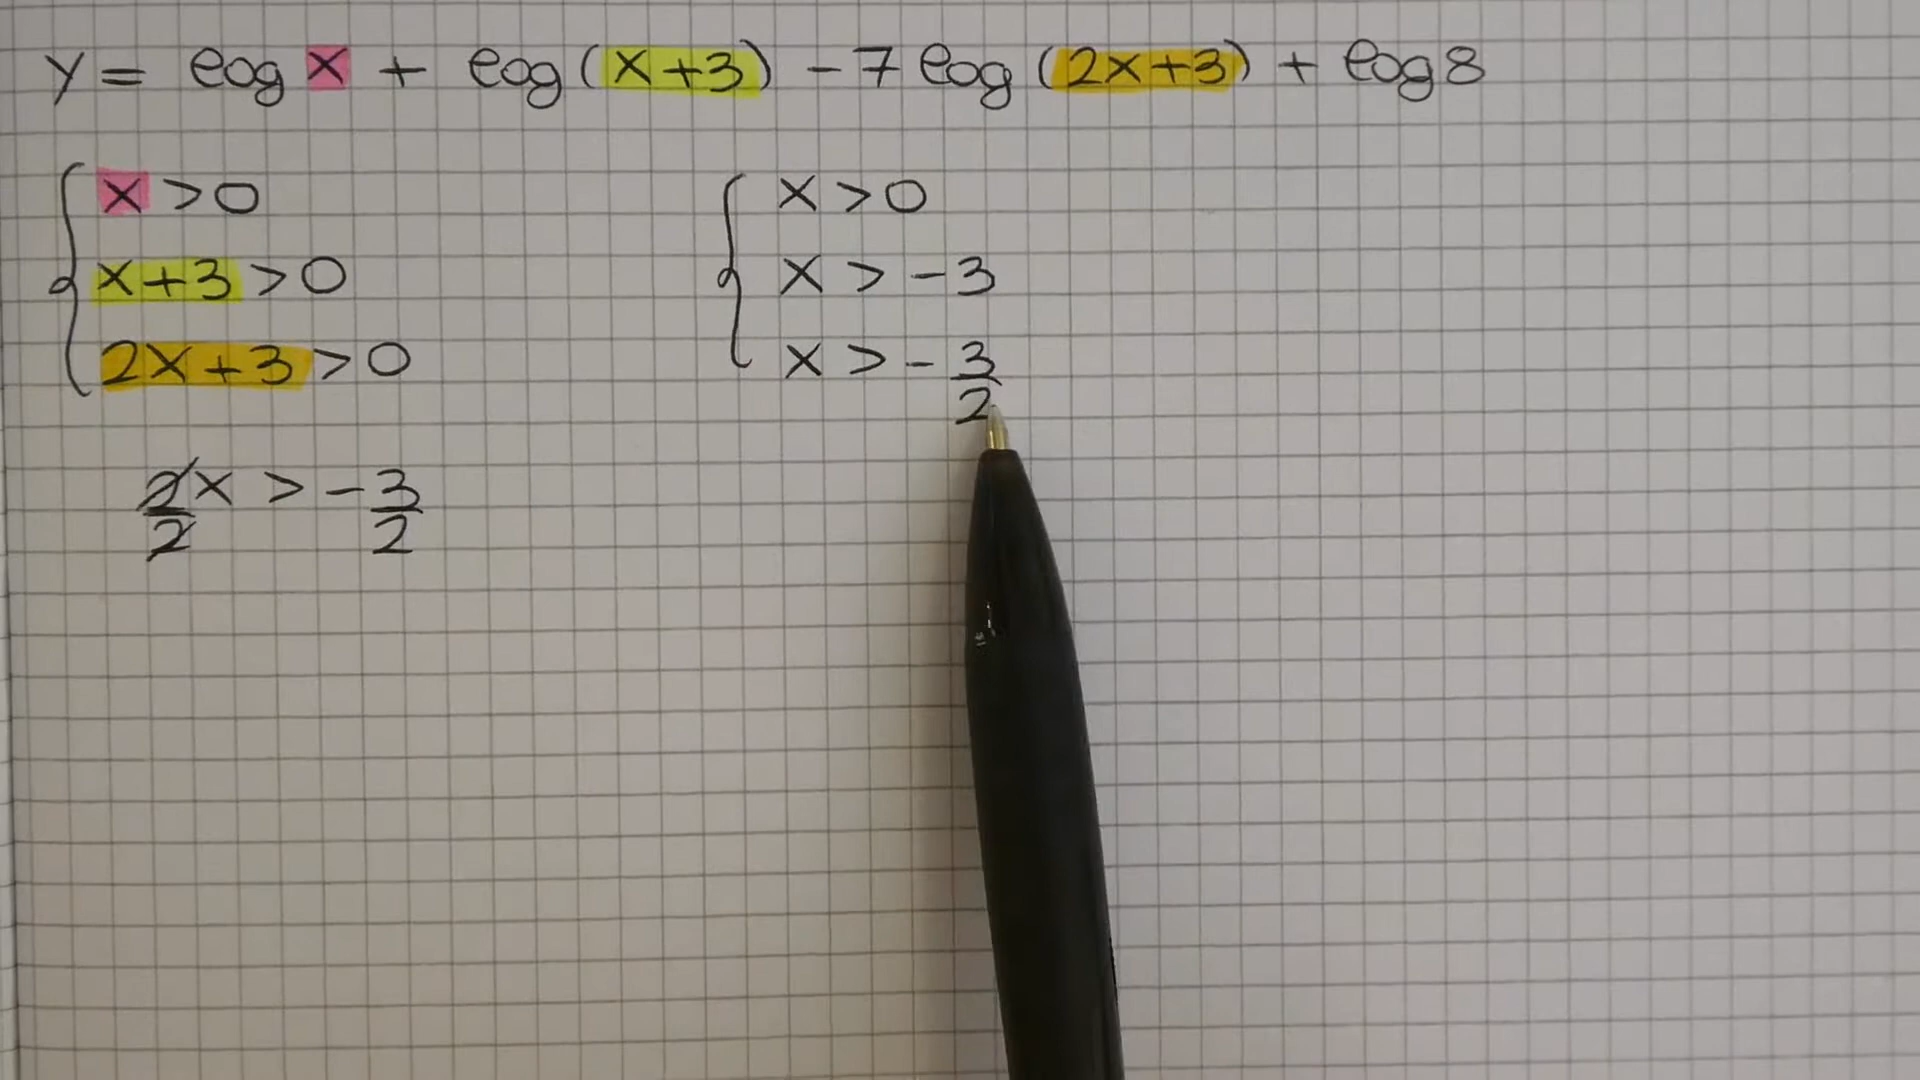 y = log x + log (x+3) - 7 log (2x+3) + log 8
x > 0
x+3 > 0
2x+3 > 0
x > 0
x > -3
x > - 3/2
2/2 x > - 3/2